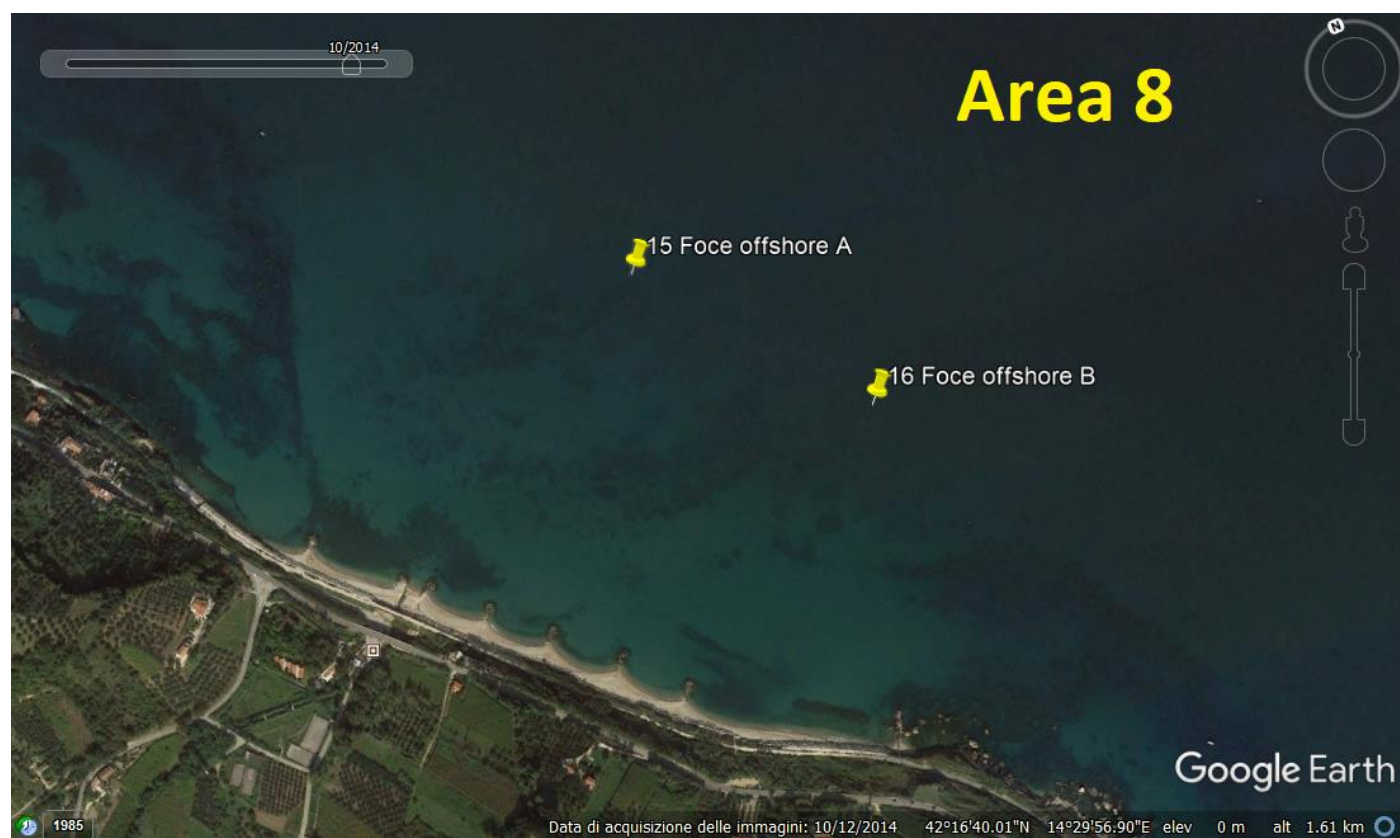 10/2014
N
Area 8
15 Foce offshore A
16 Foce offshore B
Google Earth
1985
Data di acquisizione delle immagini: 10/12/2014 42°16'40.01"N 14°29'56.90"E elev 0 m alt 1.61 km